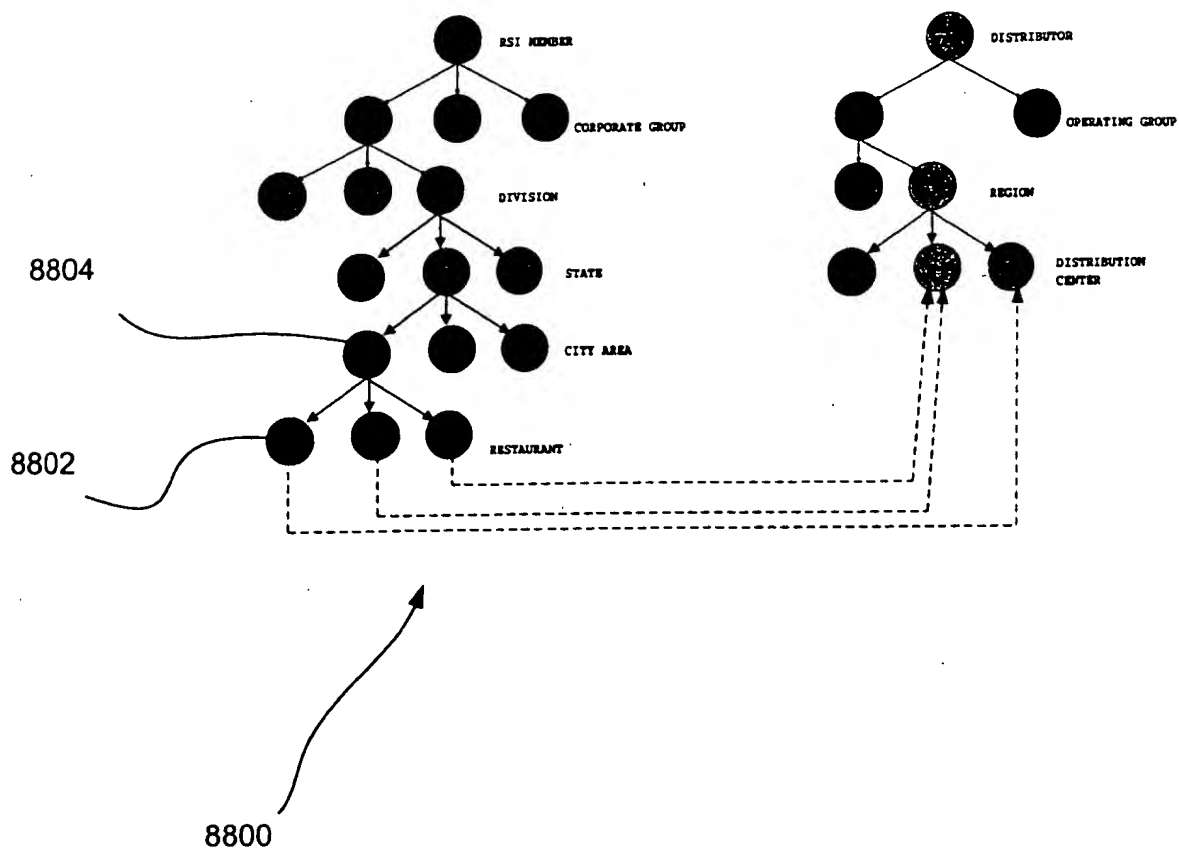 RSI MEMBER
DISTRIBUTOR
CORPORATE GROUP
OPERATING GROUP
DIVISION
REGION
8804
STATE
DISTRIBUTION
CENTER
CITY AREA
8802
RESTAURANT
8800